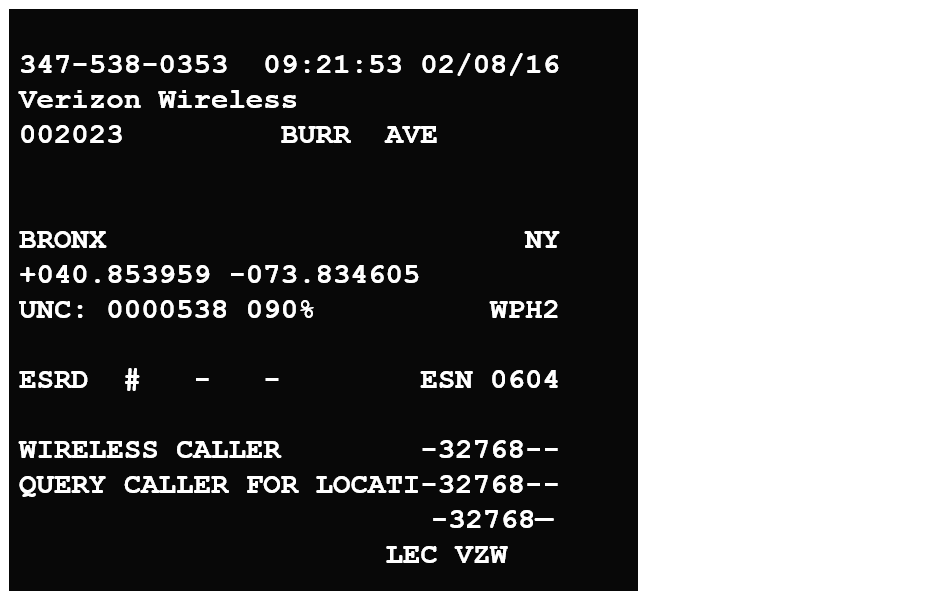 347-538-0353 09:21:53 02/08/16
Verizon Wireless
002023 BURR AVE
BRONX NY
+040.853959 -073.834605
UNC: 0000538 090% WPH2
ESRD # - - ESN 0604
WIRELESS CALLER -32768--
QUERY CALLER FOR LOCATI-32768--
-32768—
LEC VZW